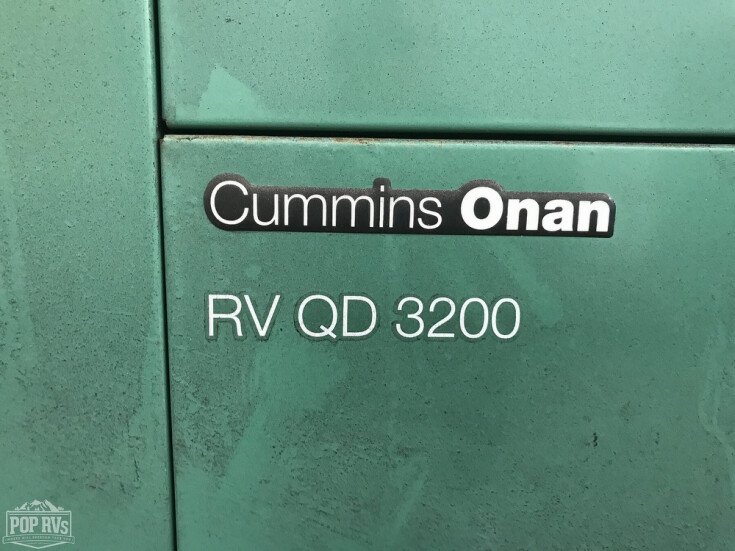 Cummins Onan
RV QD 3200
POP RVs